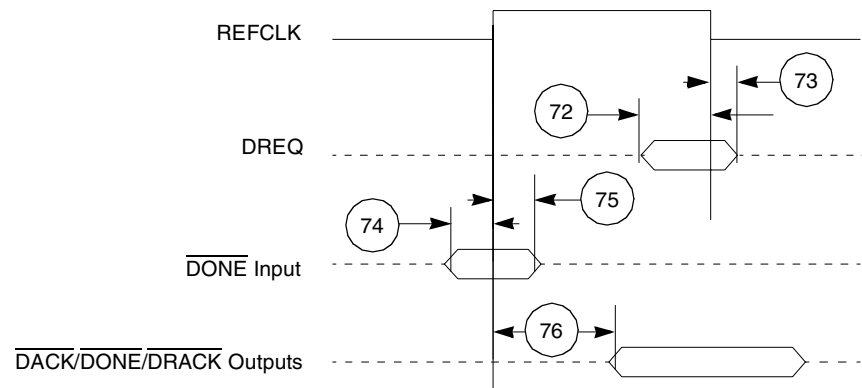 REFCLK
73
72
DREQ
75
74
DONE Input
76
DACK/DONE/DRACK Outputs